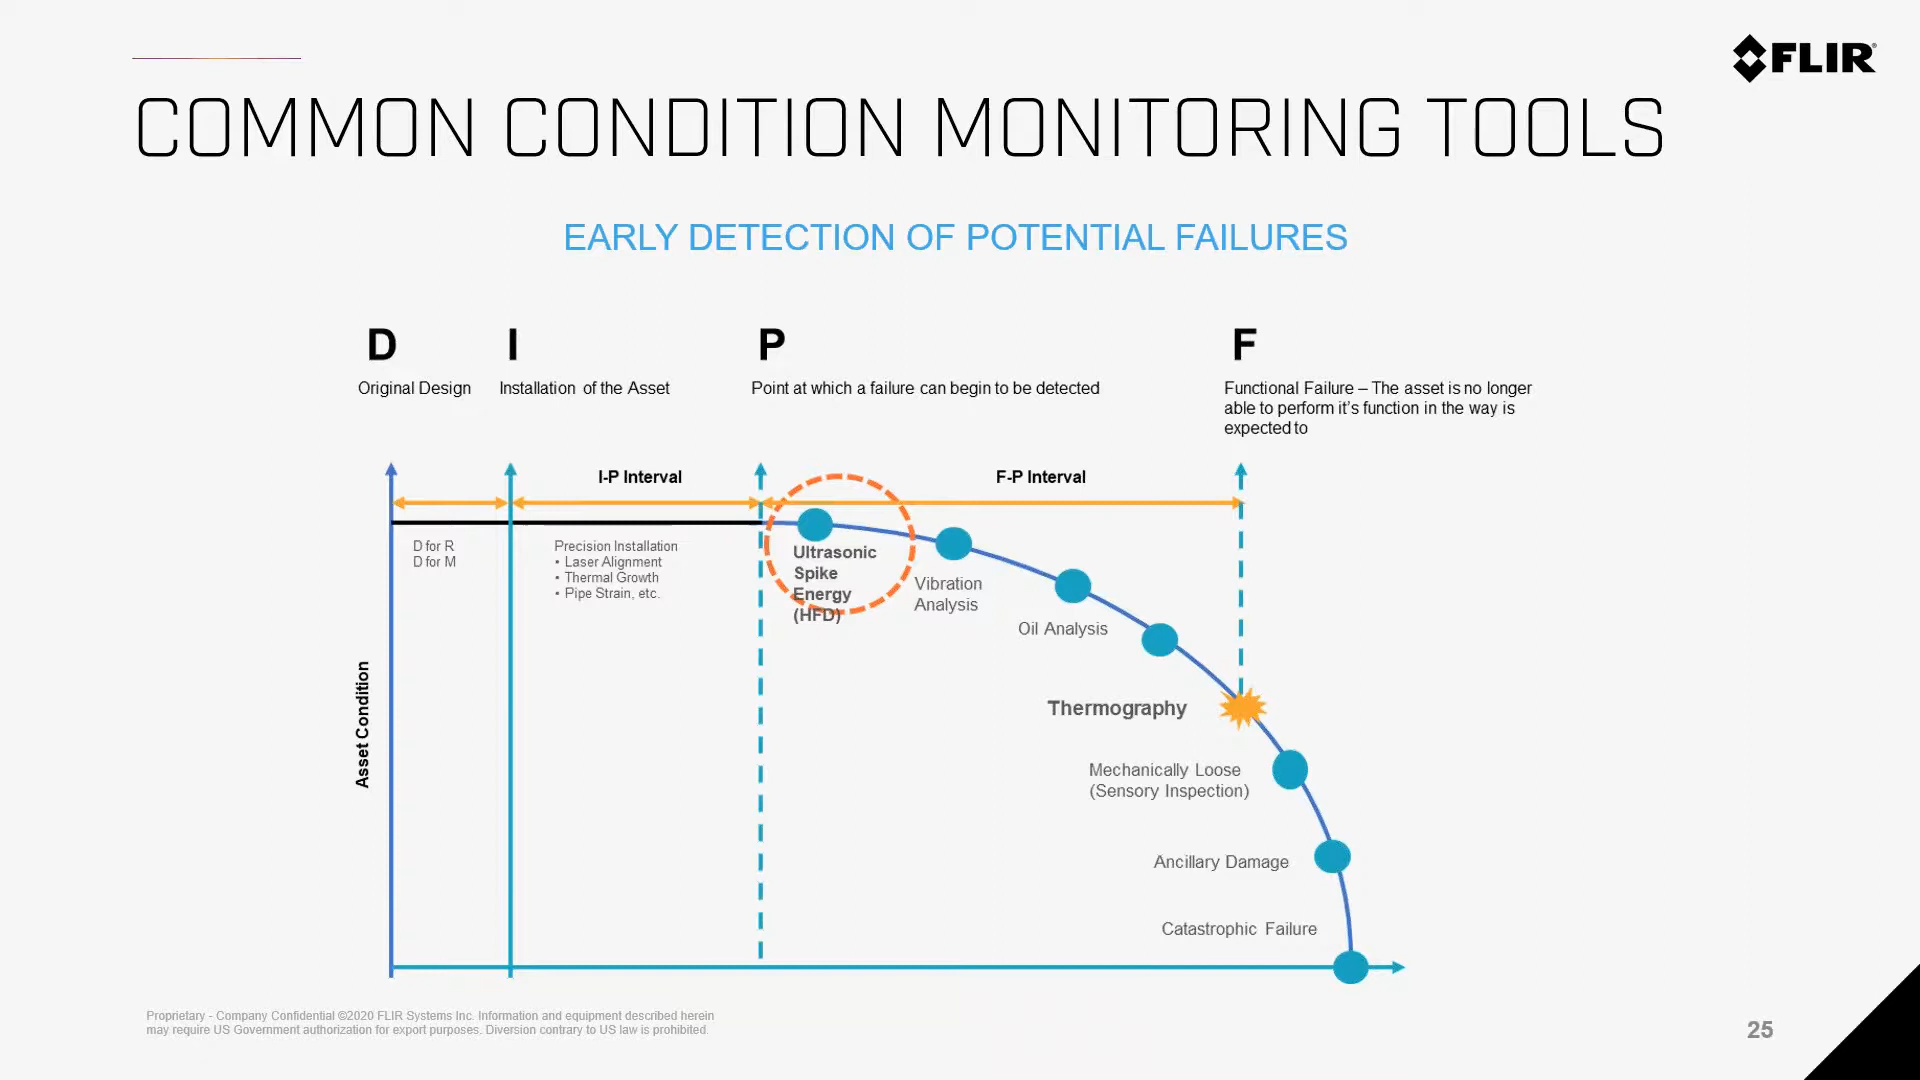 FLIR®
COMMON CONDITION MONITORING TOOLS
EARLY DETECTION OF POTENTIAL FAILURES
D
Original Design
I
Installation of the Asset
P
Point at which a failure can begin to be detected
F
Functional Failure – The asset is no longer
able to perform it’s function in the way is
expected to
I-P Interval
F-P Interval
D for R
D for M
Precision Installation
• Laser Alignment
• Thermal Growth
• Pipe Strain, etc.
Ultrasonic
Spike
Energy
(HFD)
Vibration
Analysis
Oil Analysis
Thermography
Mechanically Loose
(Sensory Inspection)
Ancillary Damage
Catastrophic Failure
Asset Condition
Proprietary - Company Confidential ©2020 FLIR Systems Inc. Information and equipment described herein
may require US Government authorization for export purposes. Diversion contrary to US law is prohibited.
25